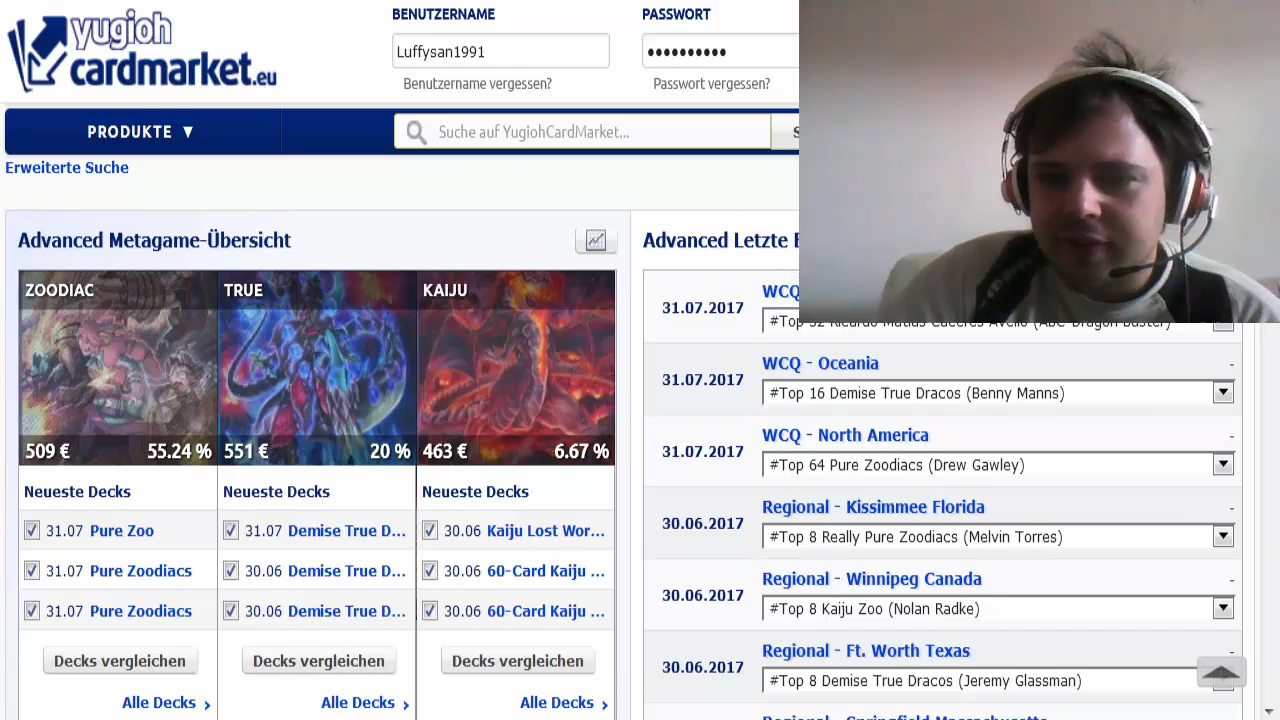 yugioh
cardmarket.eu
BENUTZERNAME
PASSWORT
Luffysan1991
••••••••••
Benutzername vergessen?
Passwort vergessen?
PRODUKTE ▼
Suche auf YugiohCardMarket...
S
Erweiterte Suche
Advanced Metagame-Übersicht
ZOODIAC
TRUE
KAIJU
509 €
55.24 %
551 €
20 %
463 €
6.67 %
Neueste Decks
Neueste Decks
Neueste Decks
31.07 Pure Zoo
31.07 Demise True D...
30.06 Kaiju Lost Wor...
31.07 Pure Zoodiacs
30.06 Demise True D...
30.06 60-Card Kaiju ...
31.07 Pure Zoodiacs
30.06 Demise True D...
30.06 60-Card Kaiju ...
Decks vergleichen
Decks vergleichen
Decks vergleichen
Alle Decks ›
Alle Decks ›
Alle Decks ›
Advanced Letzte
31.07.2017
WCQ
31.07.2017
WCQ - Oceania
-
#Top 16 Demise True Dracos (Benny Manns)
31.07.2017
WCQ - North America
-
#Top 64 Pure Zoodiacs (Drew Gawley)
30.06.2017
Regional - Kissimmee Florida
-
#Top 8 Really Pure Zoodiacs (Melvin Torres)
30.06.2017
Regional - Winnipeg Canada
-
#Top 8 Kaiju Zoo (Nolan Radke)
30.06.2017
Regional - Ft. Worth Texas
-
#Top 8 Demise True Dracos (Jeremy Glassman)